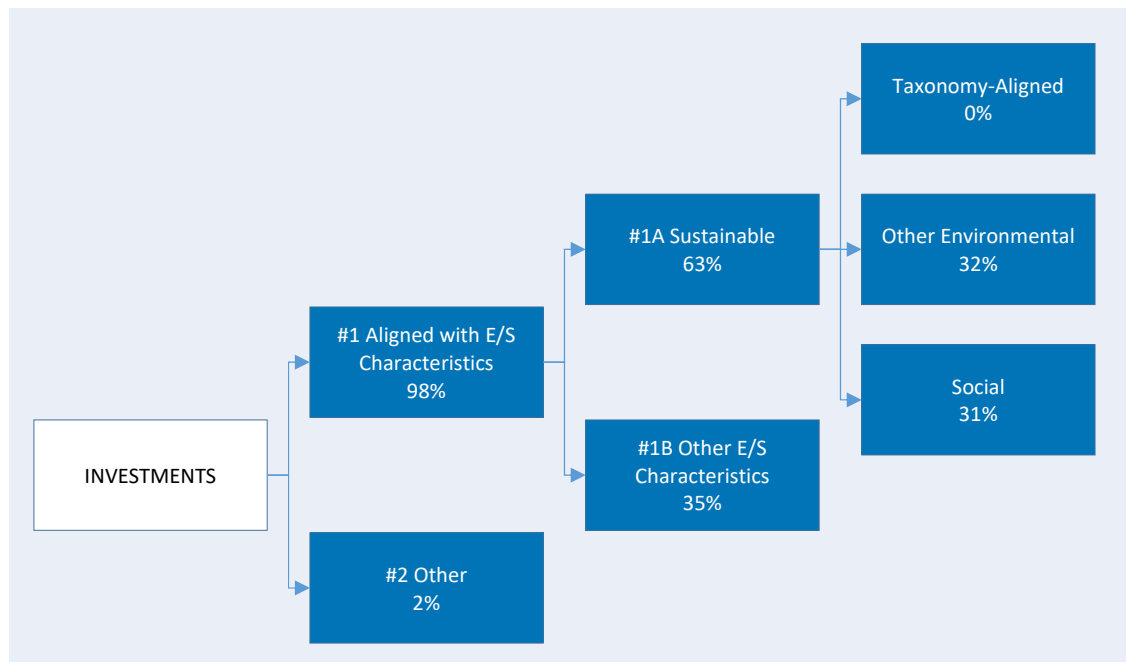 INVESTMENTS
#1 Aligned with E/S
Characteristics
98%
#2 Other
2%
#1A Sustainable
63%
#1B Other E/S
Characteristics
35%
Taxonomy-Aligned
0%
Other Environmental
32%
Social
31%